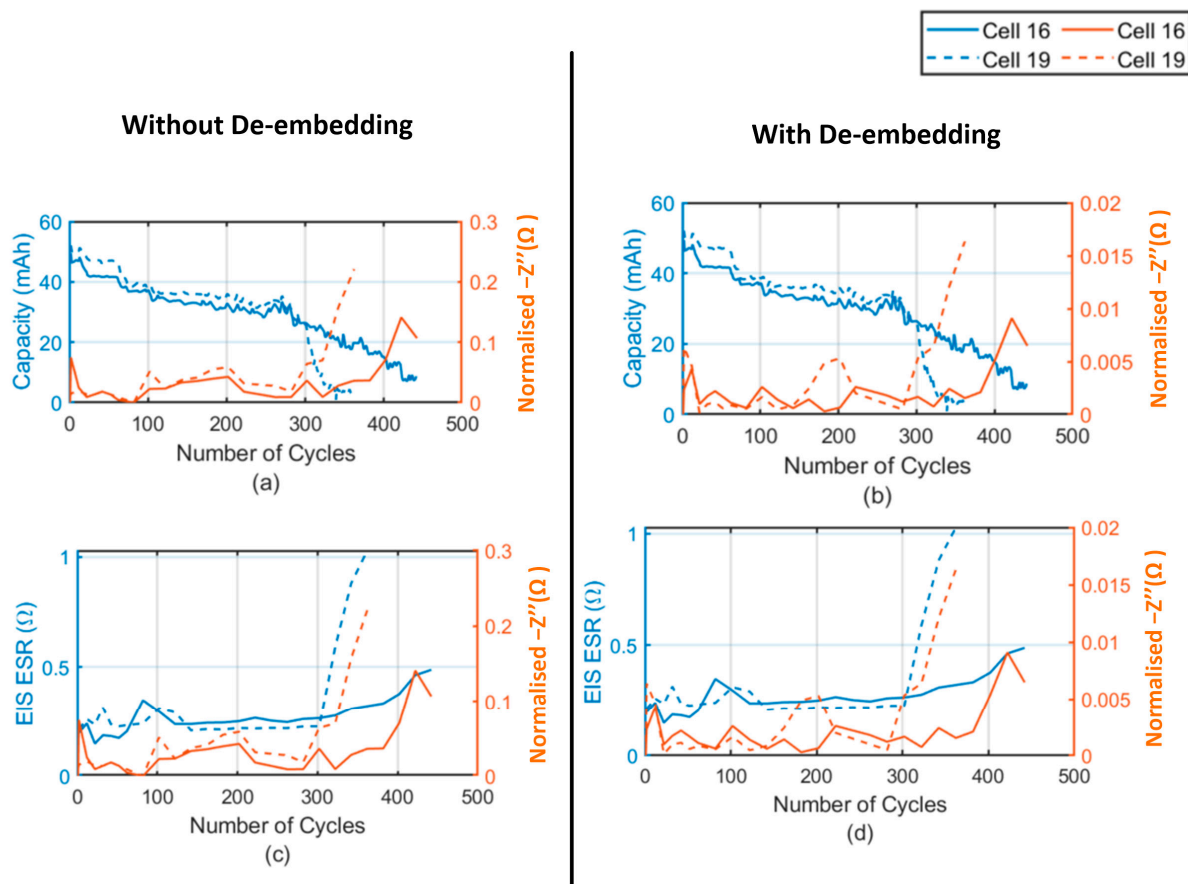 Cell 16 Cell 16
Cell 19 Cell 19
Without De-embedding
With De-embedding
60
40
20
0
Capacity (mAh)
0.3
0.2
0.1
0
Normalised –Z’’(Ω )
0 100 200 300 400 500
Number of Cycles
(a)
60
40
20
0
Capacity (mAh)
0.02
0.015
0.01
0.005
0
Normalised –Z’’(Ω )
0 100 200 300 400 500
Number of Cycles
(b)
1
0.5
0
EIS ESR (Ω)
0.3
0.2
0.1
0
Normalised –Z’’(Ω )
0 100 200 300 400 500
Number of Cycles
(c)
1
0.5
0
EIS ESR (Ω)
0.02
0.015
0.01
0.005
0
Normalised –Z’’(Ω )
0 100 200 300 400 500
Number of Cycles
(d)